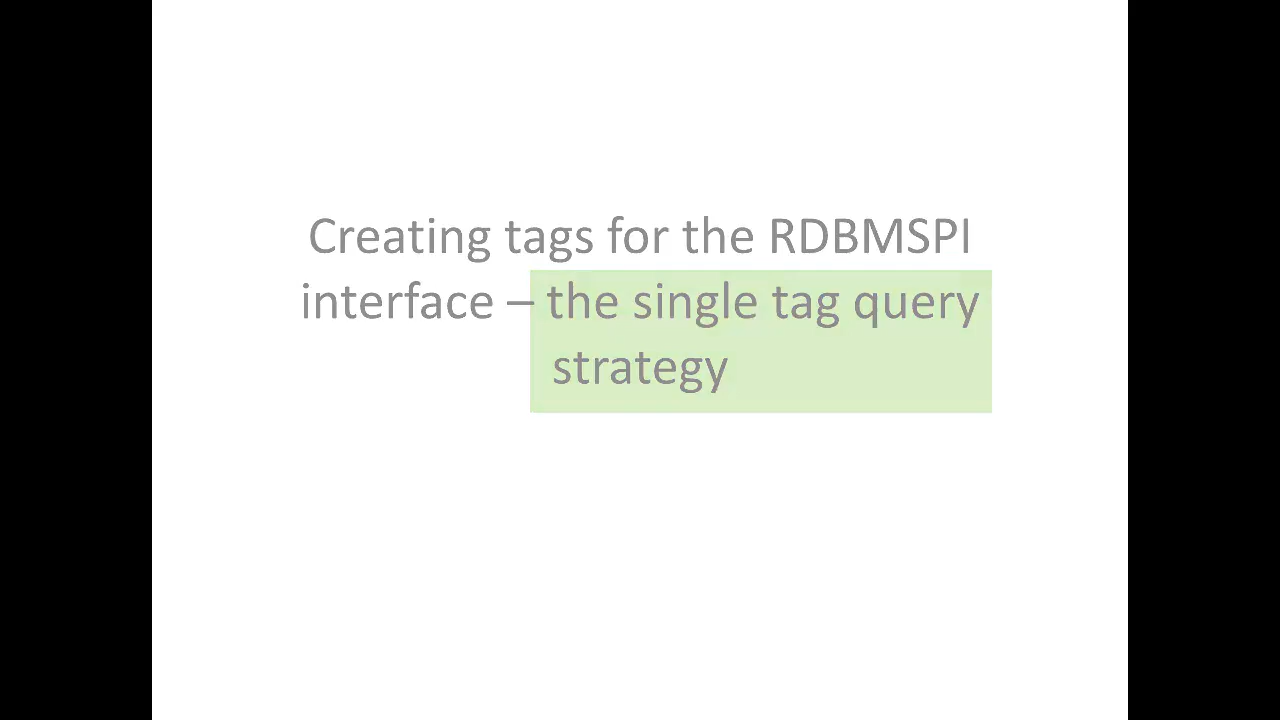 Creating tags for the RDBMSPI
interface – the single tag query
strategy